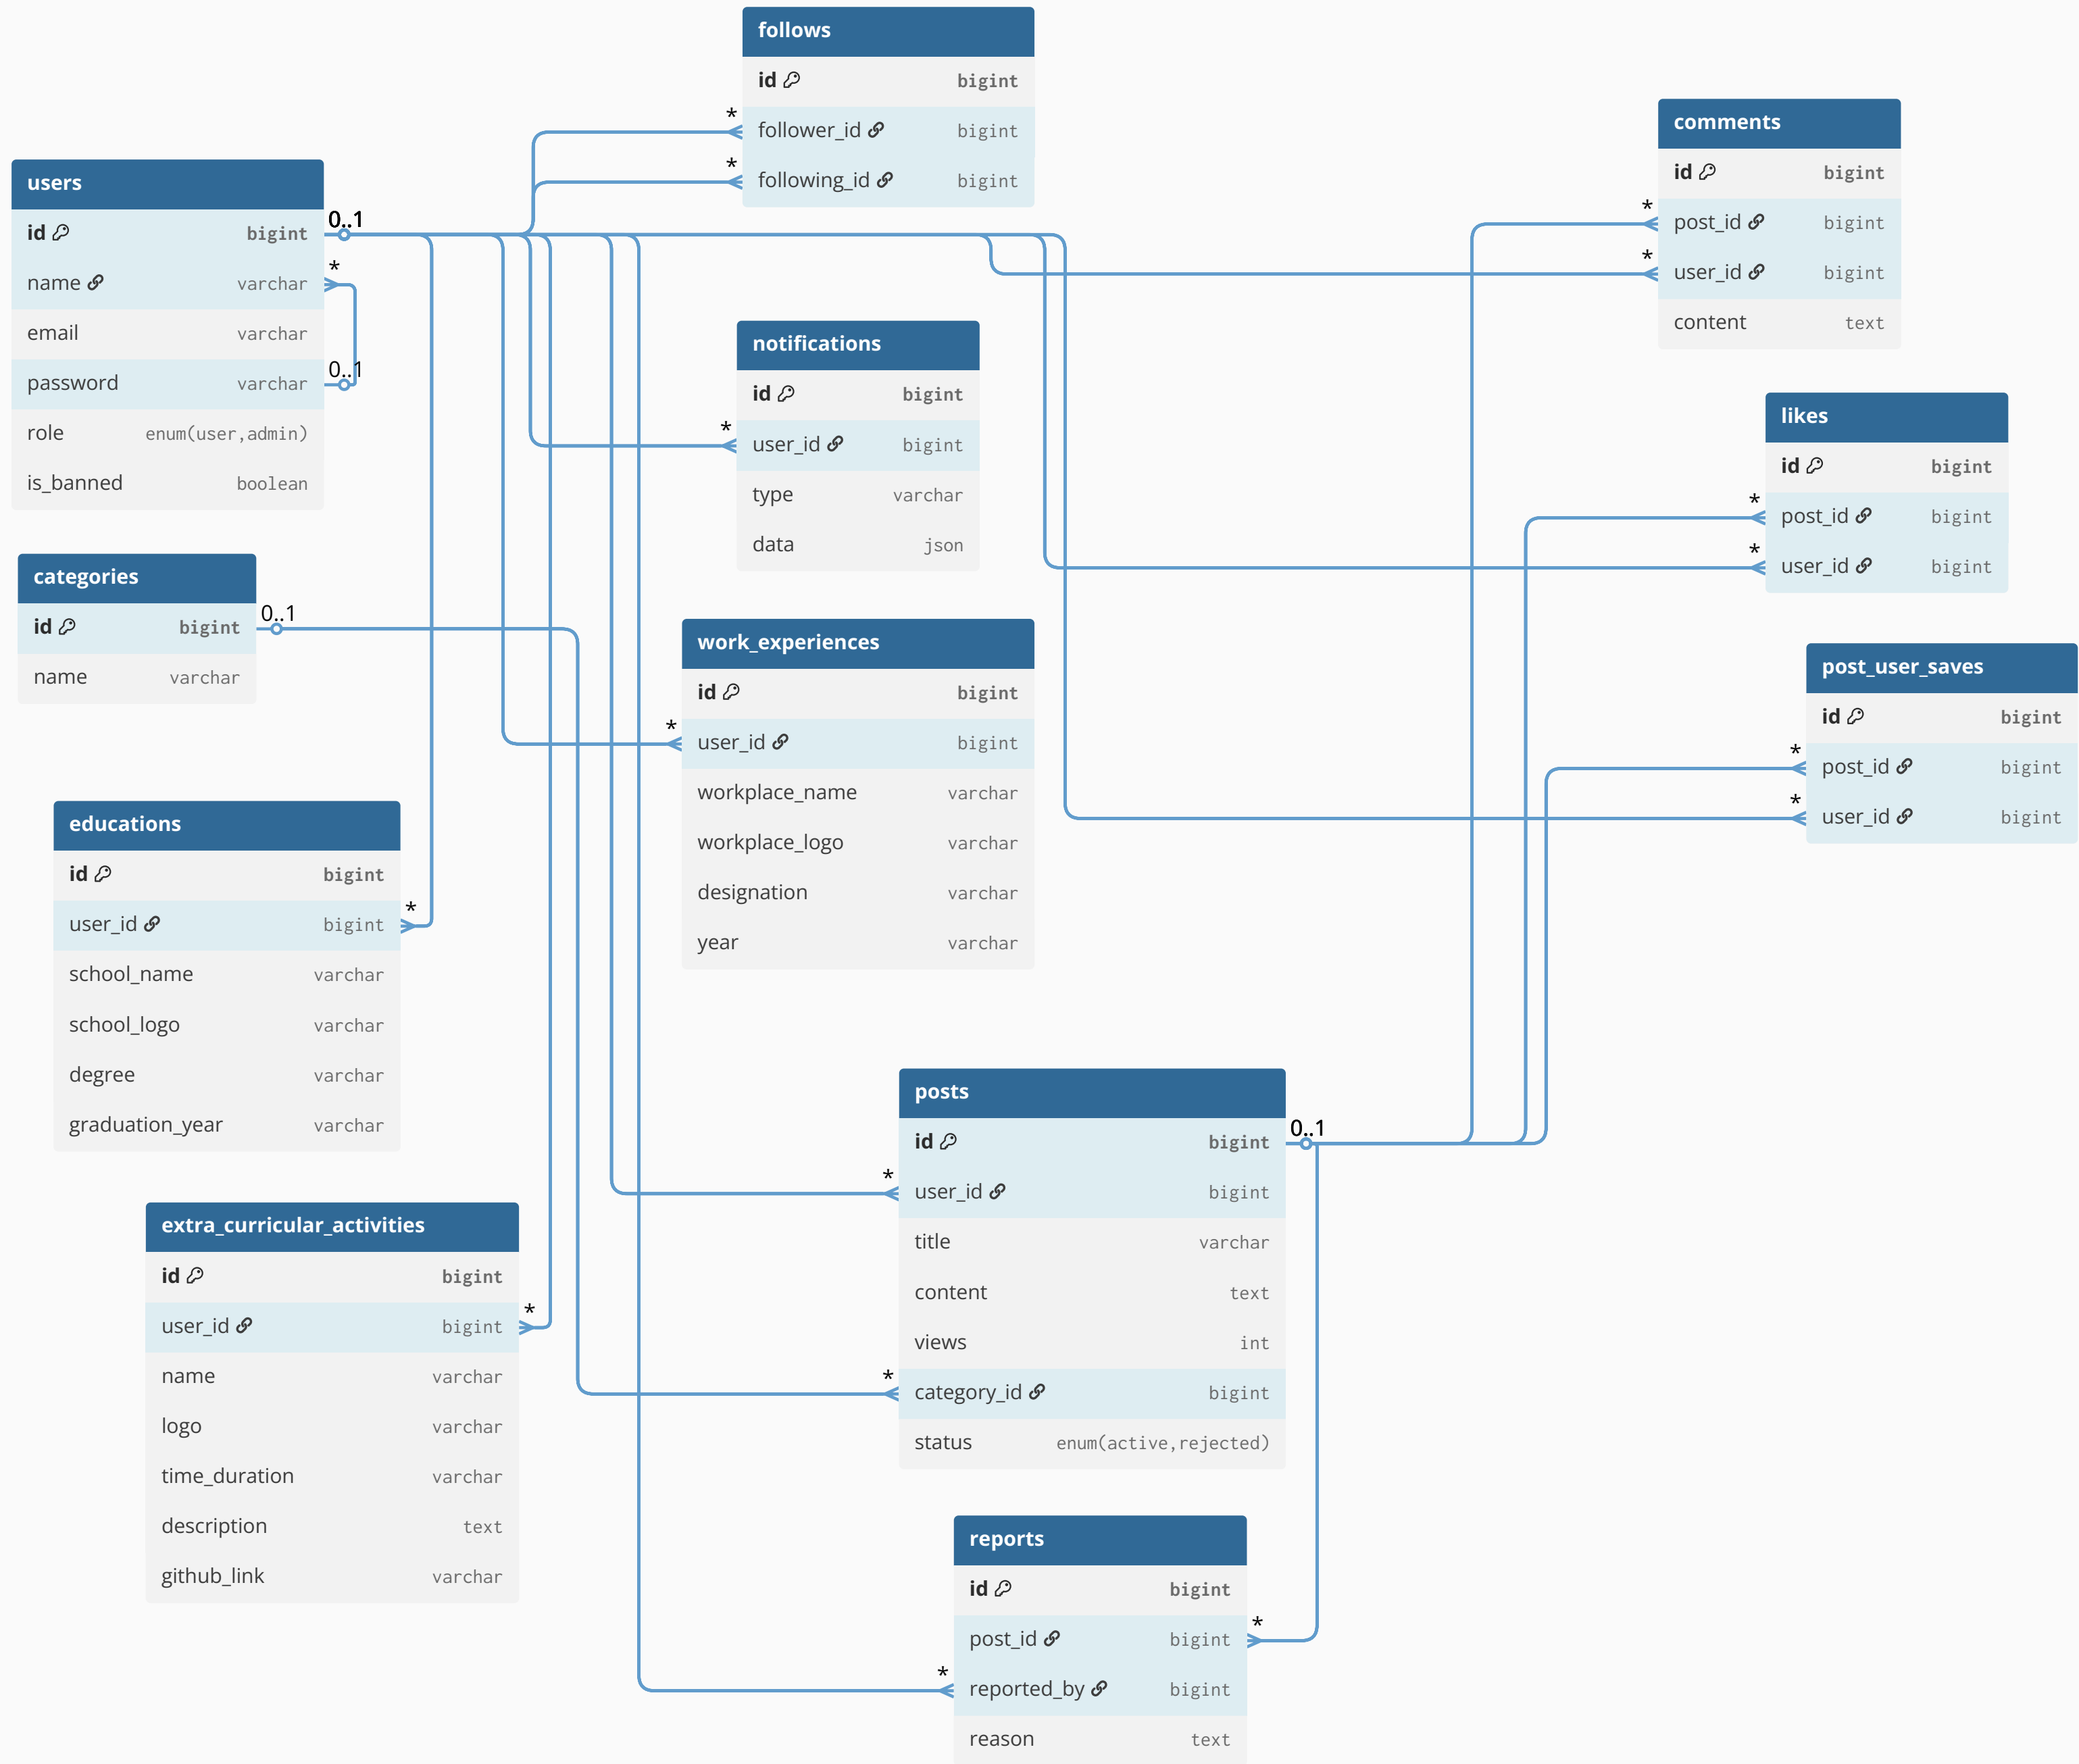 follows
id bigint
* follower_id bigint
* following_id bigint
users
id bigint 0..1
name varchar *
email varchar
password varchar 0..1
role enum(user,admin)
is_banned boolean
comments
id bigint
* post_id bigint
* user_id bigint
content text
notifications
id bigint
* user_id bigint
type varchar
data json
likes
id bigint
* post_id bigint
* user_id bigint
categories
id bigint 0..1
name varchar
work_experiences
id bigint
* user_id bigint
workplace_name varchar
workplace_logo varchar
designation varchar
year varchar
post_user_saves
id bigint
* post_id bigint
* user_id bigint
educations
id bigint
user_id bigint *
school_name varchar
school_logo varchar
degree varchar
graduation_year varchar
posts
id bigint 0..1
* user_id bigint
title varchar
content text
views int
* category_id bigint
status enum(active,rejected)
extra_curricular_activities
id bigint
user_id bigint *
name varchar
logo varchar
time_duration varchar
description text
github_link varchar
reports
id bigint
post_id bigint *
* reported_by bigint
reason text